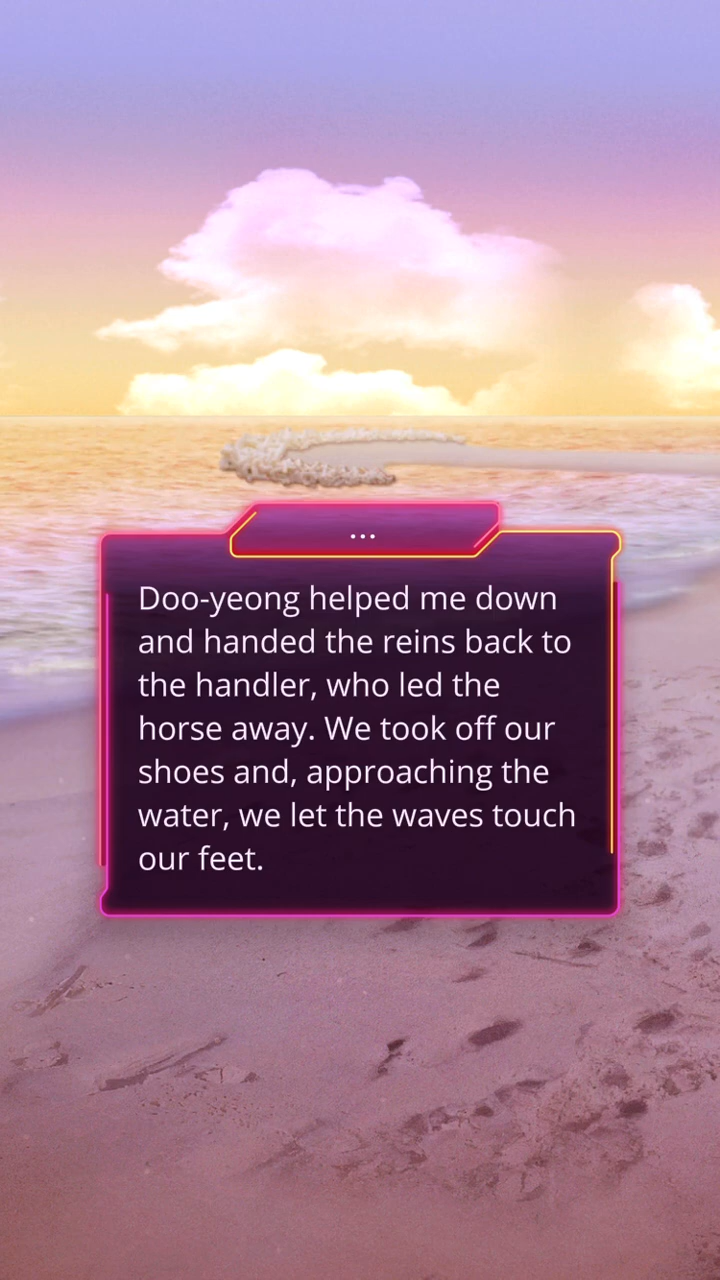 ...
Doo-yeong helped me down
and handed the reins back to
the handler, who led the
horse away. We took off our
shoes and, approaching the
water, we let the waves touch
our feet.